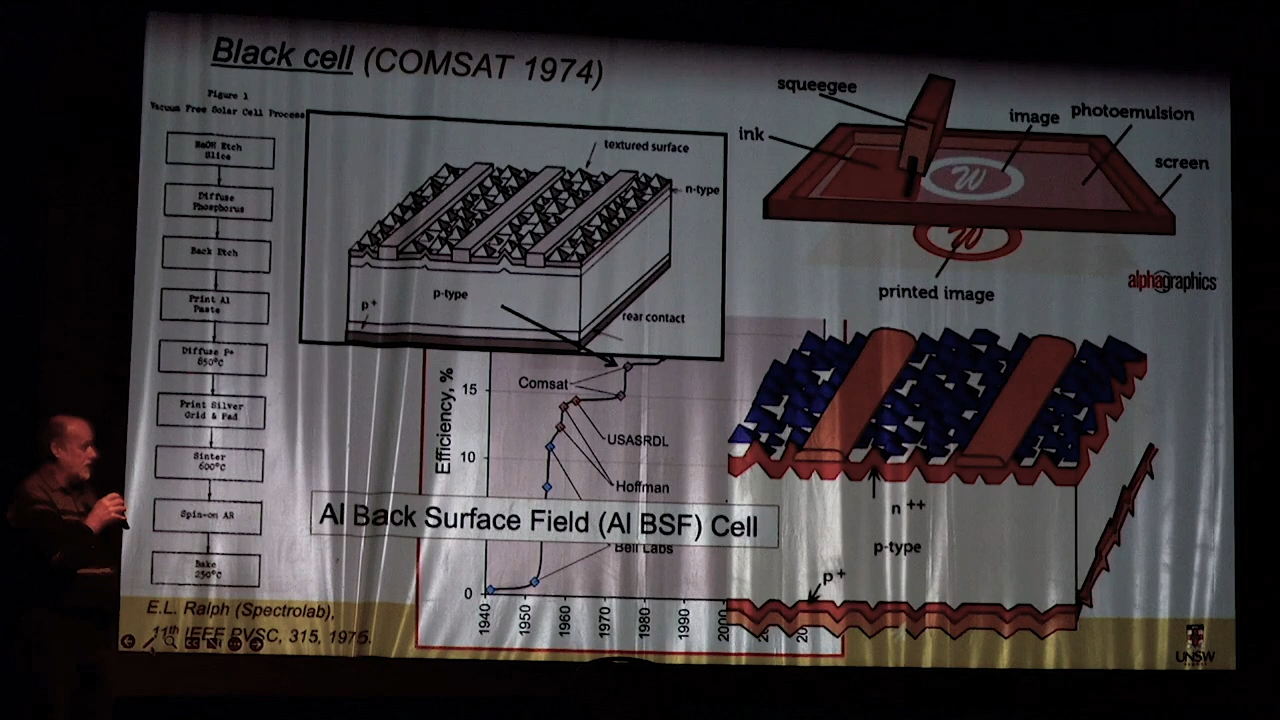 Black cell (COMSAT 1974)
Figure 1
Vacuum Free Solar Cell Process
NaOH Etch
Slice
Diffuse
Phosphorus
Back Etch
Print Al
Paste
Diffuse P+
850°C
Print Silver
Grid & Pad
Sinter
600°C
Spin-on AR
Bake
250°C
E.L. Ralph (Spectrolab),
11th IEEE PVSC, 315, 1975.
textured surface
n-type
p-type
p+
rear contact
squeegee
ink
image
photoemulsion
screen
printed image
alphagraphics
Efficiency, %
15
10
0
Comsat
USASRDL
Hoffman
Al Back Surface Field (Al BSF) Cell
Bell Labs
1940
1950
1960
1970
1980
1990
2000
20
n ++
p-type
p+
UNSW